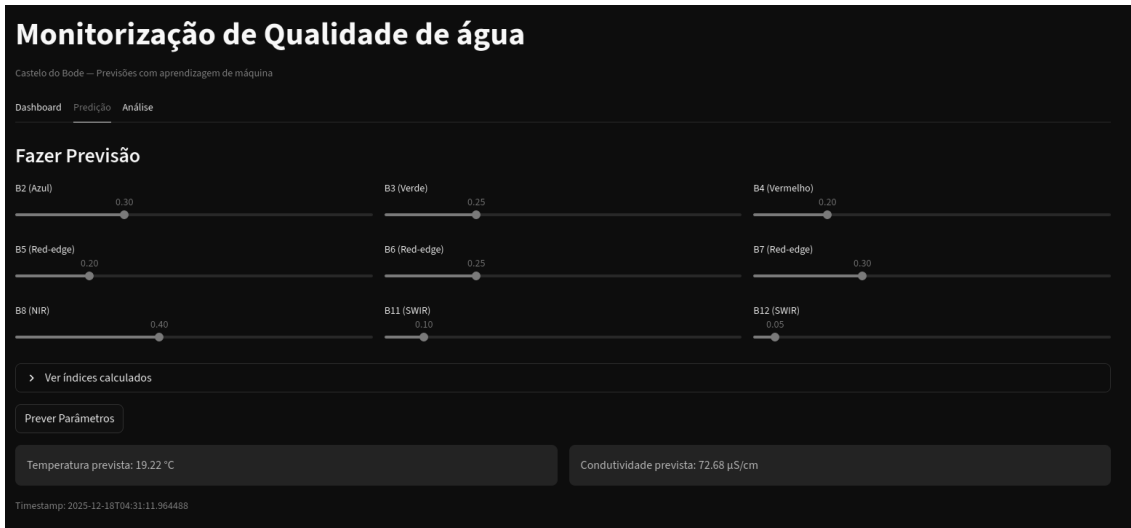 Monitorização de Qualidade de água
Castelo do Bode — Previsões com aprendizagem de máquina
Dashboard Predição Análise
Fazer Previsão
B2 (Azul) B3 (Verde) B4 (Vermelho)
0.30 0.25 0.20
B5 (Red-edge) B6 (Red-edge) B7 (Red-edge)
0.20 0.25 0.30
B8 (NIR) B11 (SWIR) B12 (SWIR)
0.40 0.10 0.05
Ver índices calculados
Prever Parâmetros
Temperatura prevista: 19.22 °C Condutividade prevista: 72.68 µS/cm
Timestamp: 2025-12-18T04:31:11.964488